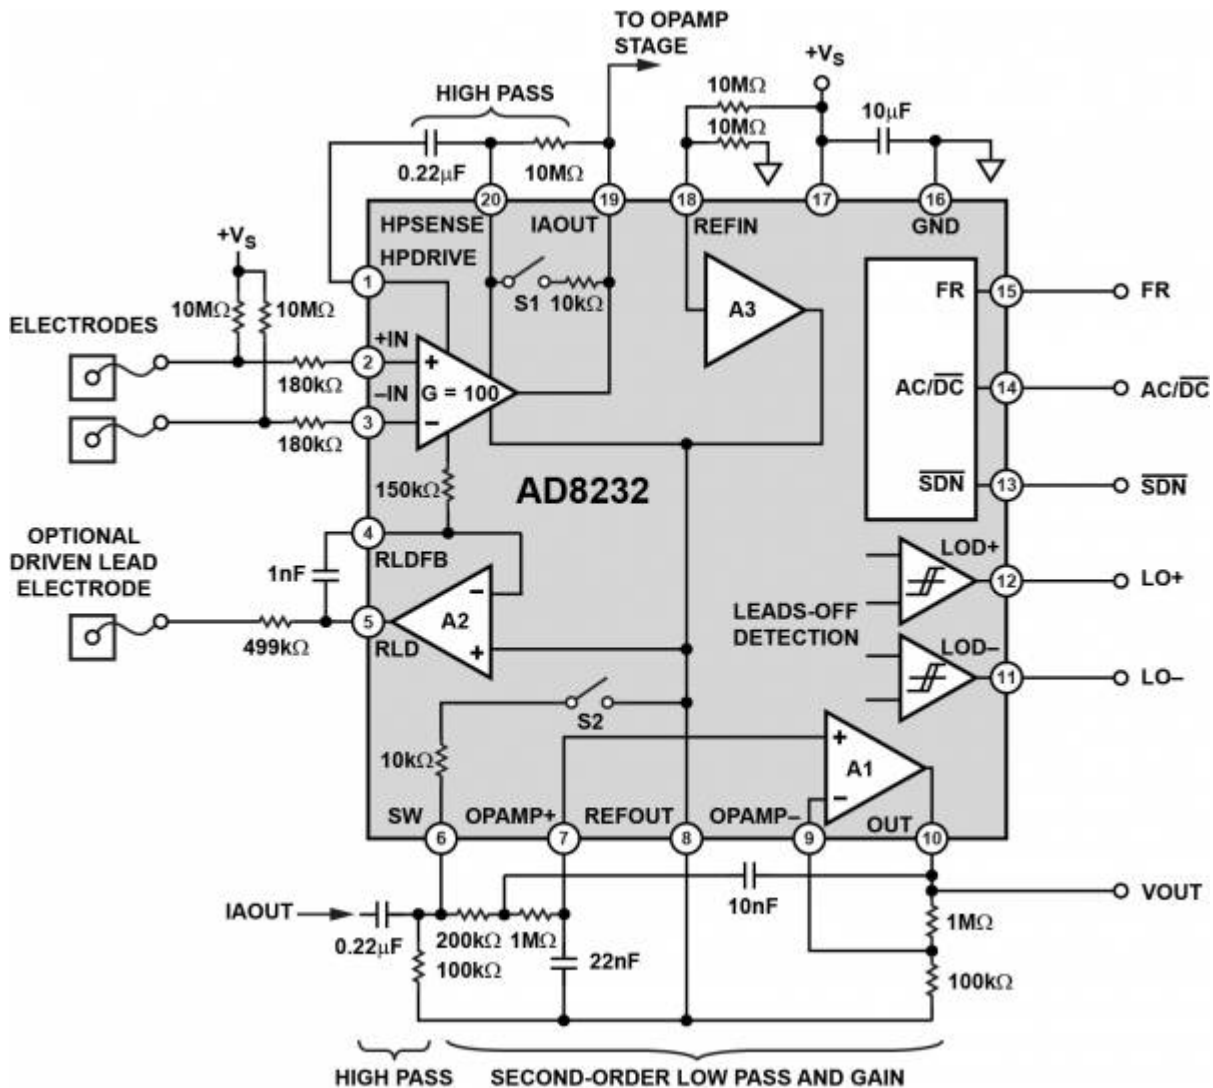 TO OPAMP
STAGE
+VS
HIGH PASS
10MΩ
10MΩ
10µF
0.22µF
10MΩ
20
19
18
17
16
HPSENSE
IAOUT
REFIN
GND
+VS
HPDRIVE
1
S1
10kΩ
A3
FR
15
FR
10MΩ
10MΩ
ELECTRODES
+IN
2
+
180kΩ
–IN
G = 100
AC/DC
14
AC/DC
3
–
180kΩ
150kΩ
AD8232
SDN
13
SDN
OPTIONAL
DRIVEN LEAD
ELECTRODE
4
RLDFB
1nF
LOD+
12
LO+
–
A2
+
5
RLD
499kΩ
LEADS-OFF
DETECTION
LOD–
11
LO–
S2
10kΩ
+
A1
–
SW
OPAMP+
REFOUT
OPAMP–
OUT
6
7
8
9
10
10nF
VOUT
IAOUT
0.22µF
200kΩ
1MΩ
1MΩ
100kΩ
22nF
100kΩ
HIGH PASS
SECOND-ORDER LOW PASS AND GAIN